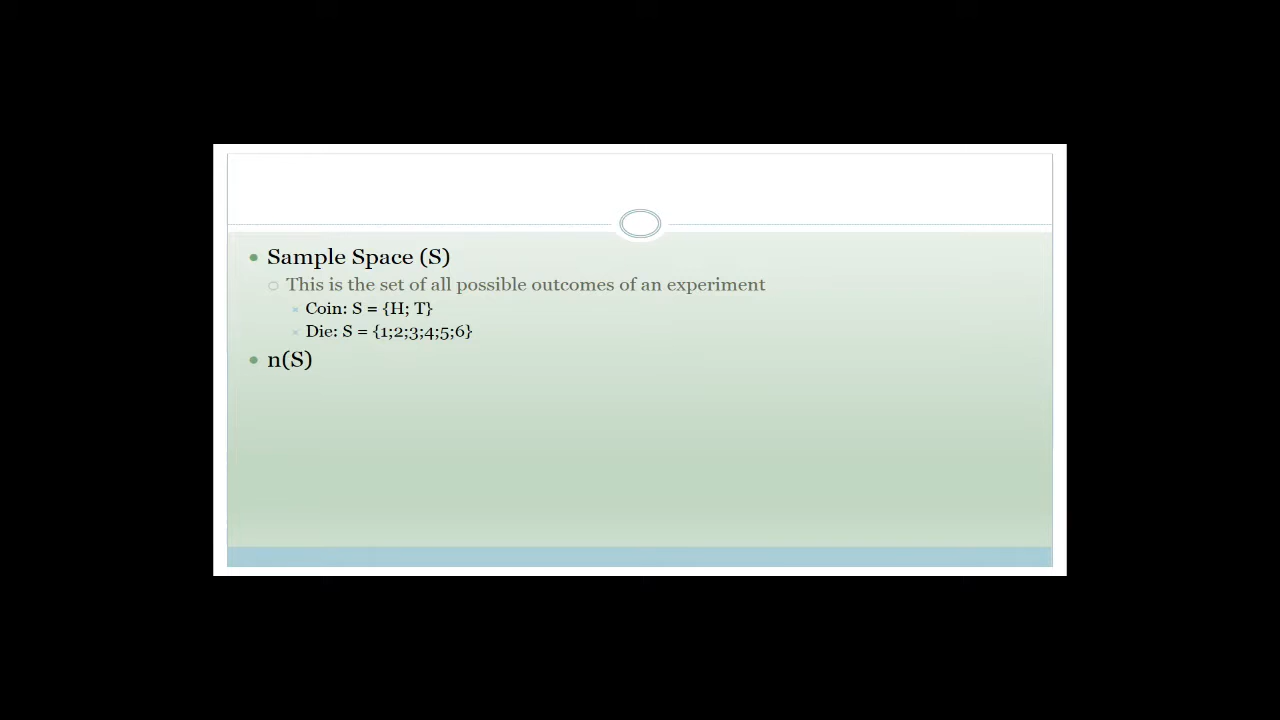 Sample Space (S)
This is the set of all possible outcomes of an experiment
Coin: S = {H; T}
Die: S = {1;2;3;4;5;6}
n(S)